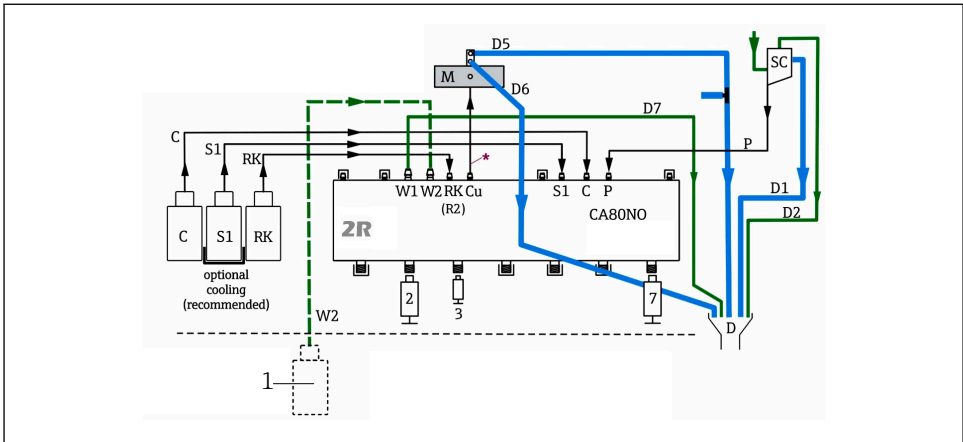 D5
M
D6
SC
D7
C
S1
RK
*
P
W1 W2 RK Cu S1 C P
(R2)
CA80NO
2R
D1
D2
C S1 RK
optional
cooling
(recommended)
2
3
7
W2
D
1